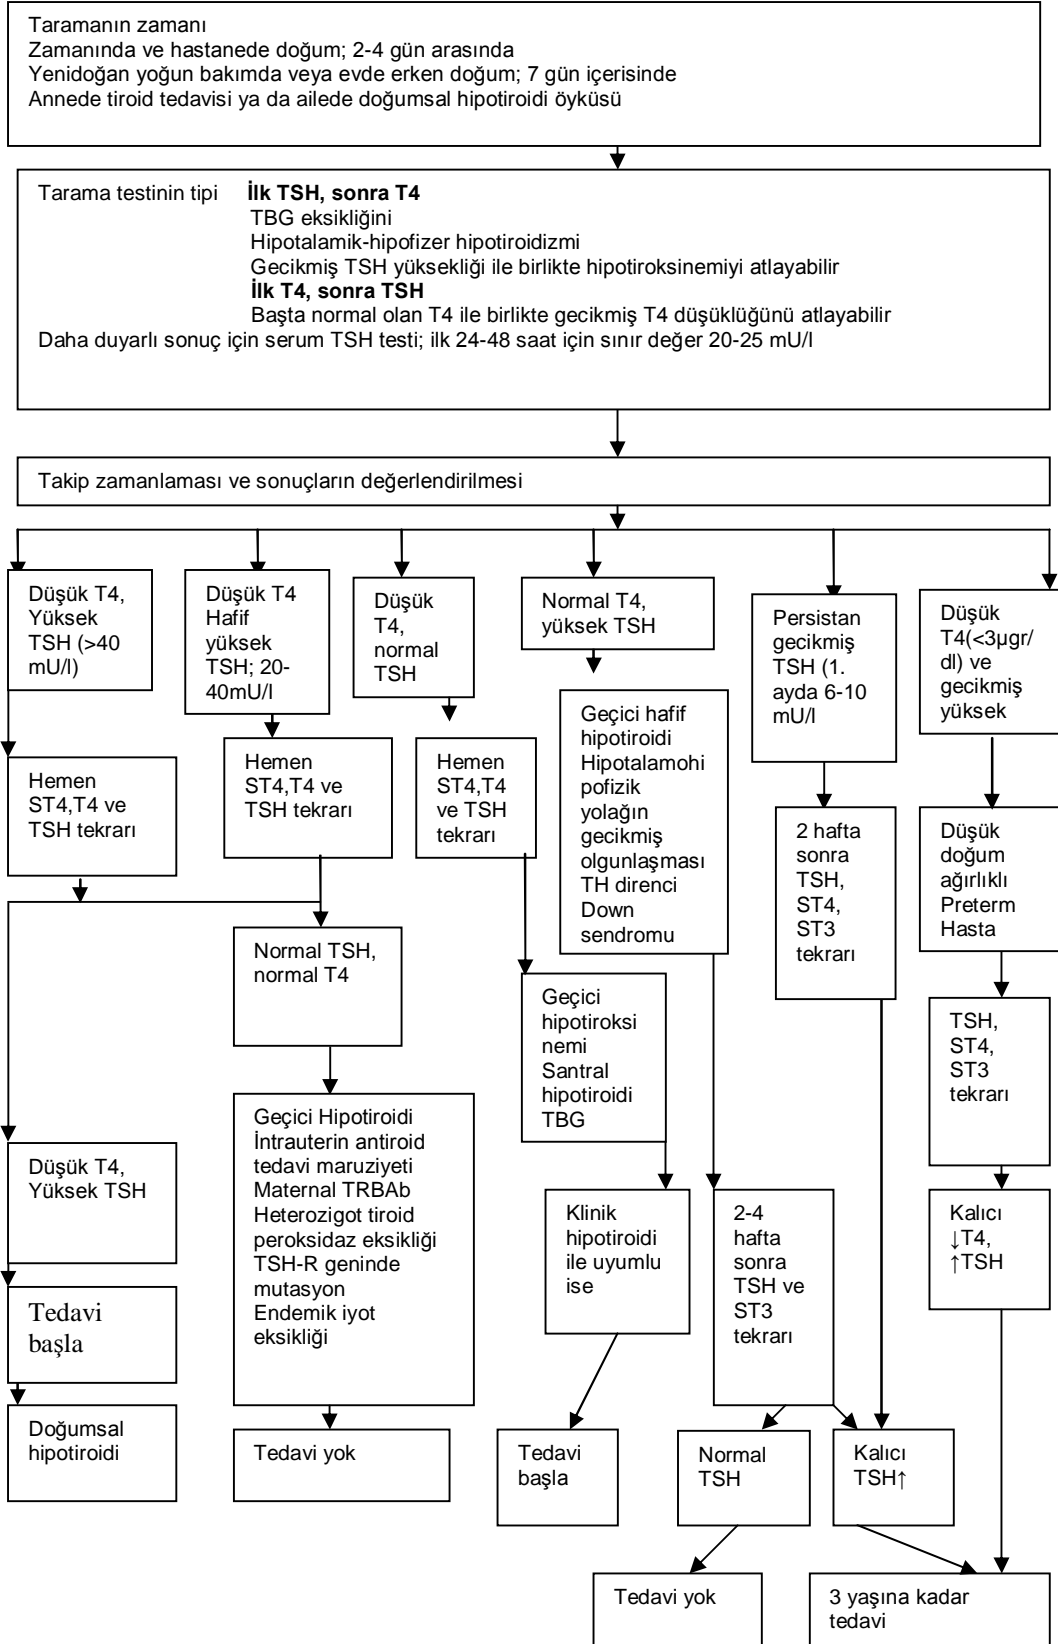 Taramanın zamanı
Zamanında ve hastanede doğum; 2-4 gün arasında
Yenidoğan yoğun bakımda veya evde erken doğum; 7 gün içerisinde
Annede tiroid tedavisi ya da ailede doğumsal hipotiroidi öyküsü
Tarama testinin tipi İlk TSH, sonra T4
TBG eksikliğini
Hipotalamik-hipofizer hipotiroidizmi
Gecikmiş TSH yüksekliği ile birlikte hipotiroksinemiyi atlayabilir
İlk T4, sonra TSH
Başta normal olan T4 ile birlikte gecikmiş T4 düşüklüğünü atlayabilir
Daha duyarlı sonuç için serum TSH testi; ilk 24-48 saat için sınır değer 20-25 mU/l
Takip zamanlaması ve sonuçların değerlendirilmesi
Düşük T4,
Yüksek
TSH (>40
mU/l)
Düşük T4
Hafif
yüksek
TSH; 20-
40mU/l
Düşük
T4,
normal
TSH
Normal T4,
yüksek TSH
Persistan
gecikmiş
TSH (1.
ayda 6-10
mU/l
Düşük
T4(<3µgr/
dl) ve
gecikmiş
yüksek
Hemen
ST4,T4 ve
TSH tekrarı
Hemen
ST4,T4 ve
TSH tekrarı
Hemen
ST4,T4
ve TSH
tekrarı
Geçici hafif
hipotiroidi
Hipotalamohi
pofizik
yolağın
gecikmiş
olgunlaşması
TH direnci
Down
sendromu
2 hafta
sonra
TSH,
ST4,
ST3
tekrarı
Düşük
doğum
ağırlıklı
Preterm
Hasta
Normal TSH,
normal T4
Geçici
hipotiroksi
nemi
Santral
hipotiroidi
TBG
TSH,
ST4,
ST3
tekrarı
Geçici Hipotiroidi
İntrauterin antiroid
tedavi maruziyeti
Maternal TRBAb
Heterozigot tiroid
peroksidaz eksikliği
TSH-R geninde
mutasyon
Endemik iyot
eksikliği
Düşük T4,
Yüksek TSH
Klinik
hipotiroidi
ile uyumlu
ise
2-4
hafta
sonra
TSH ve
ST3
tekrarı
Kalıcı
↓T4,
↑TSH
Tedavi
başla
Doğumsal
hipotiroidi
Tedavi yok
Tedavi
başla
Normal
TSH
Kalıcı
TSH↑
Tedavi yok
3 yaşına kadar
tedavi